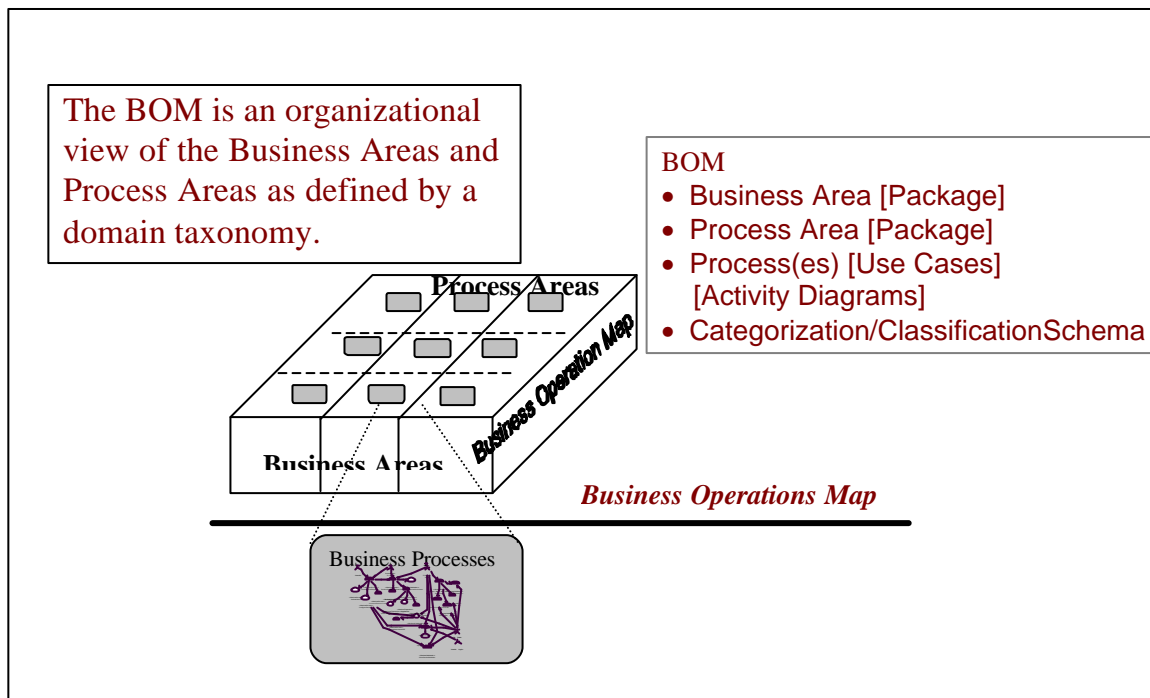 The BOM is an organizational
view of the Business Areas and
Process Areas as defined by a
domain taxonomy.
BOM
• Business Area [Package]
• Process Area [Package]
• Process(es) [Use Cases]
[Activity Diagrams]
• Categorization/ClassificationSchema
Process Areas
Business Operation Map
Business Areas
Business Operations Map
Business Processes